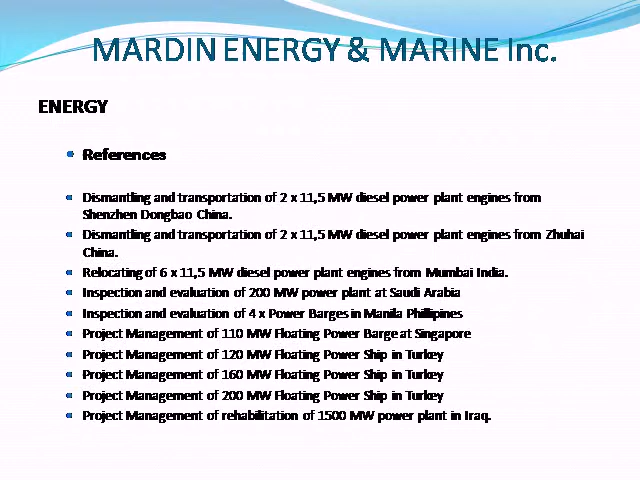 MARDIN ENERGY & MARINE Inc.
ENERGY
References
Dismantling and transportation of 2 x 11,5 MW diesel power plant engines from
Shenzhen Dongbao China.
Dismantling and transportation of 2 x 11,5 MW diesel power plant engines from Zhuhai
China.
Relocating of 6 x 11,5 MW diesel power plant engines from Mumbai India.
Inspection and evaluation of 200 MW power plant at Saudi Arabia
Inspection and evaluation of 4 x Power Barges in Manila Phillipines
Project Management of 110 MW Floating Power Barge at Singapore
Project Management of 120 MW Floating Power Ship in Turkey
Project Management of 160 MW Floating Power Ship in Turkey
Project Management of 200 MW Floating Power Ship in Turkey
Project Management of rehabilitation of 1500 MW power plant in Iraq.